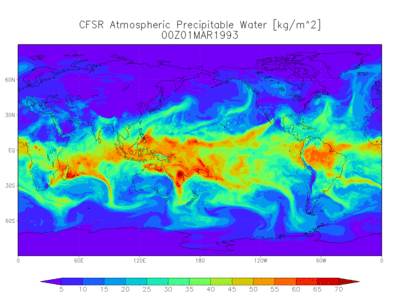 CFSR Atmospheric Precipitable Water [kg/m^2]
00Z01MAR1993
60N
30N
EQ
30S
60S
0 60E 120E 180 120W 60W 0
5 10 15 20 25 30 35 40 45 50 55 60 65 70